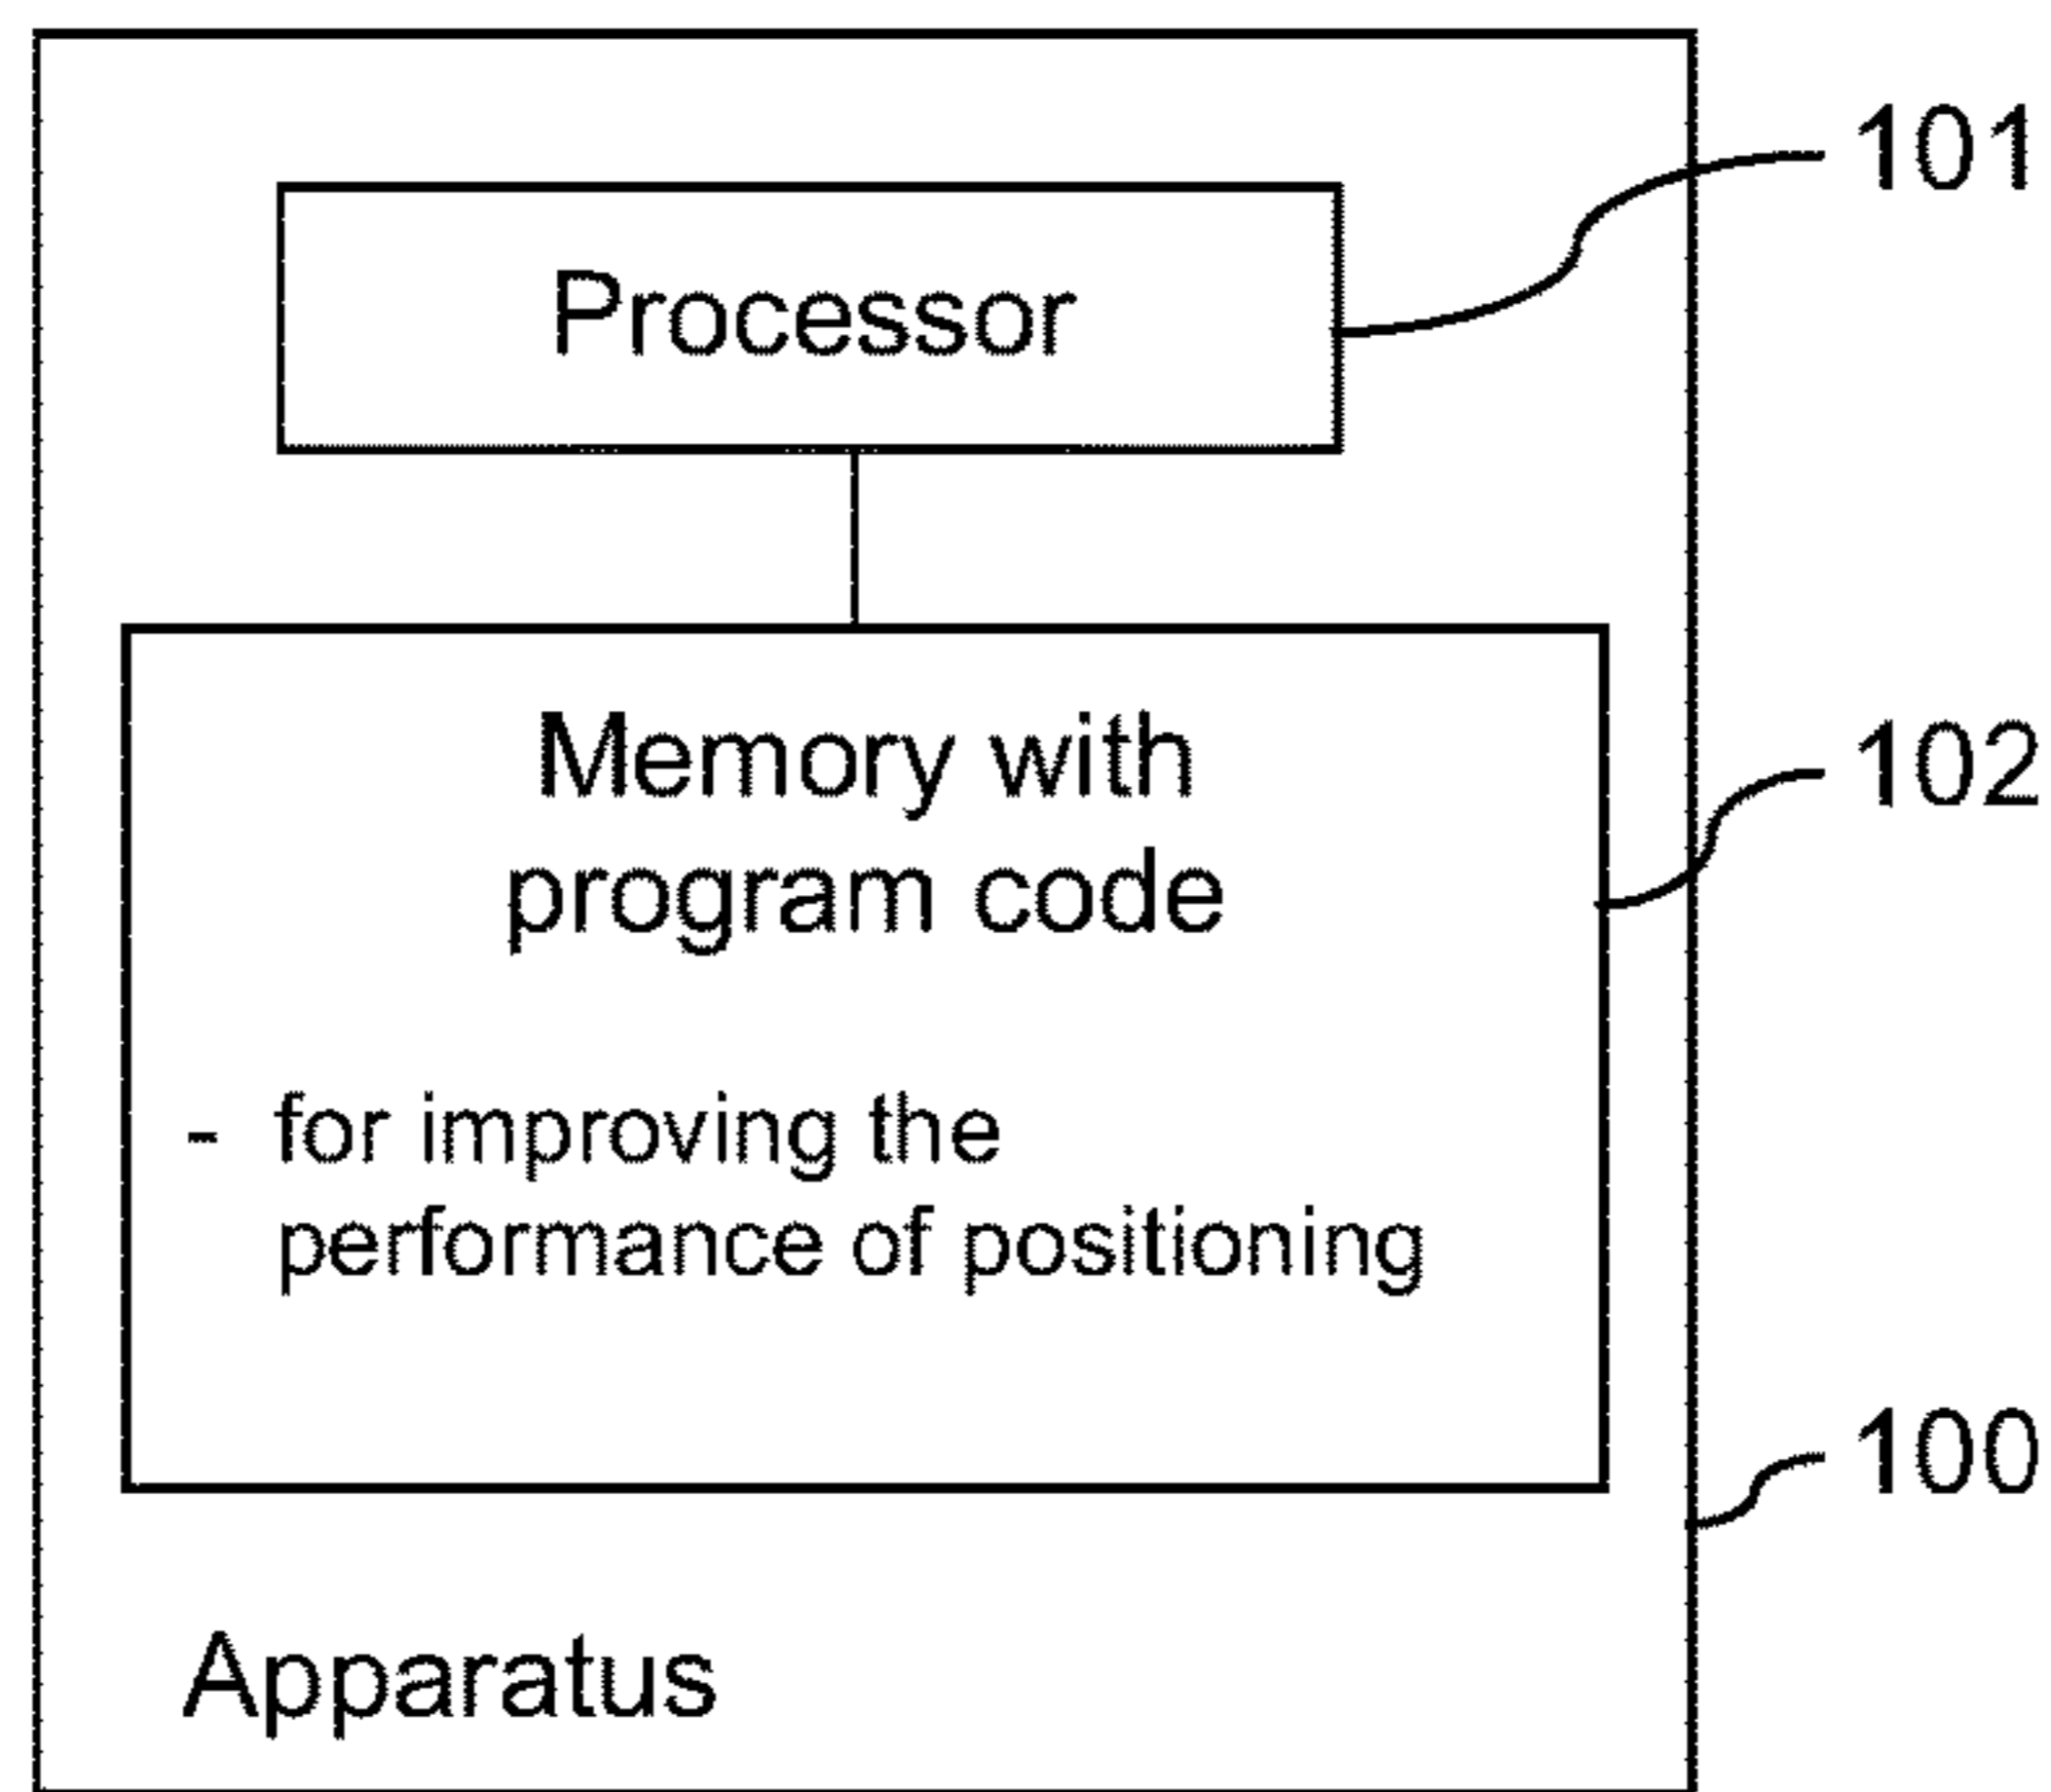 101
Processor
Memory with
102
program code
- for improving the
performance of positioning
100
Apparatus